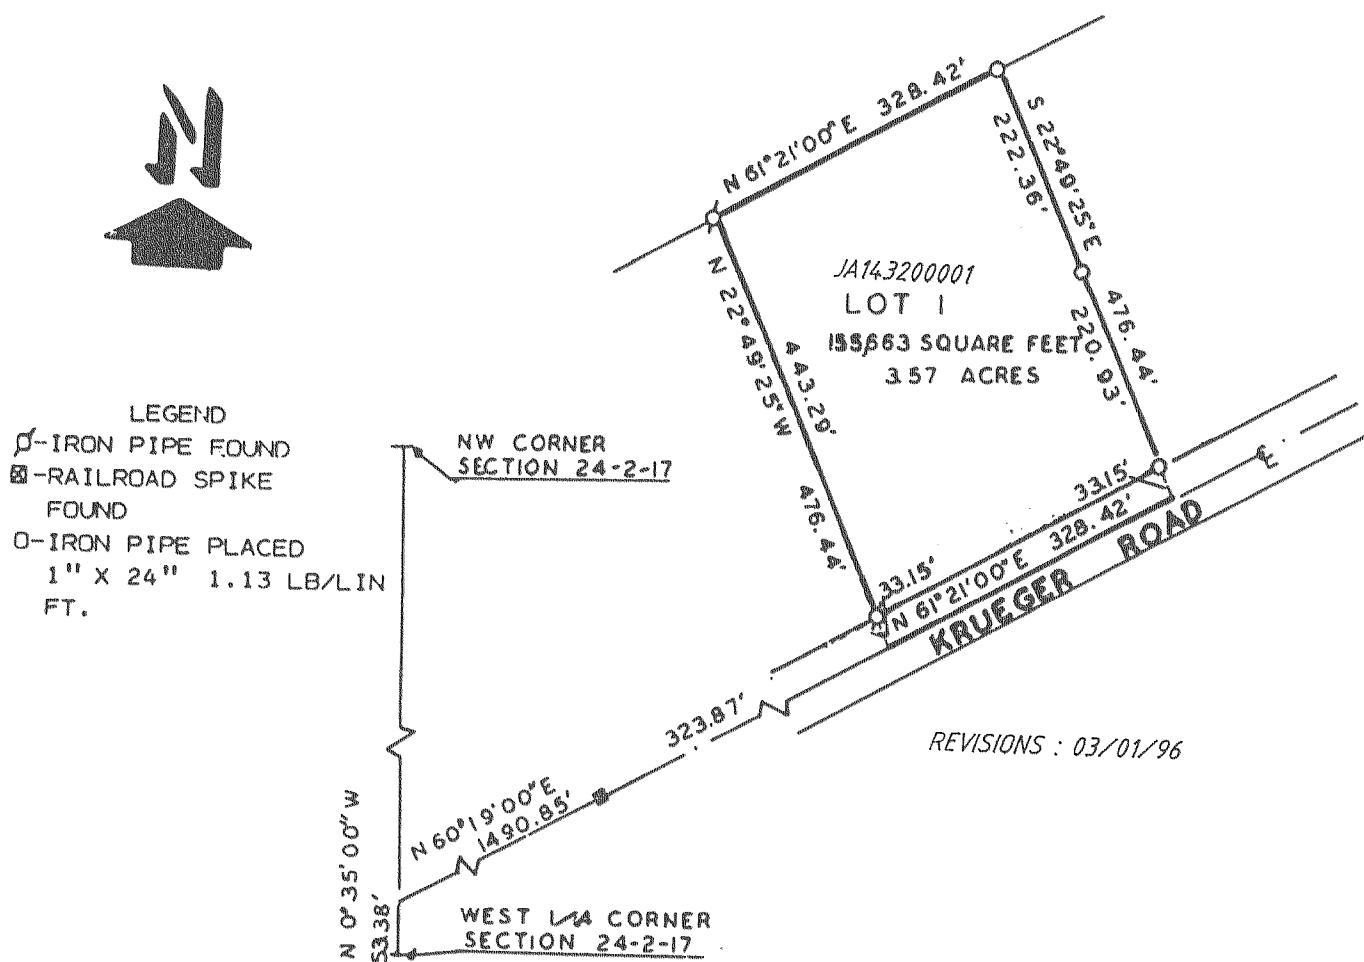 N
N 61°21'00"E 328.42'
S 22°49'25"E 476.44'
222.36'
220.93'
JA143200001
LOT 1
155,663 SQUARE FEET
3.57 ACRES
N 22°49'25"W 476.44'
443.29'
LEGEND
Ø-IRON PIPE FOUND
⊠-RAILROAD SPIKE
FOUND
O-IRON PIPE PLACED
1" X 24" 1.13 LB/LIN
FT.
NW CORNER
SECTION 24-2-17
33.15'
33.15'
N 61°21'00"E 328.42'
℄
KRUEGER ROAD
323.87'
REVISIONS : 03/01/96
N 60°19'00"E
1490.85'
N 0°35'00"W
53.38'
WEST 1/4 CORNER
SECTION 24-2-17